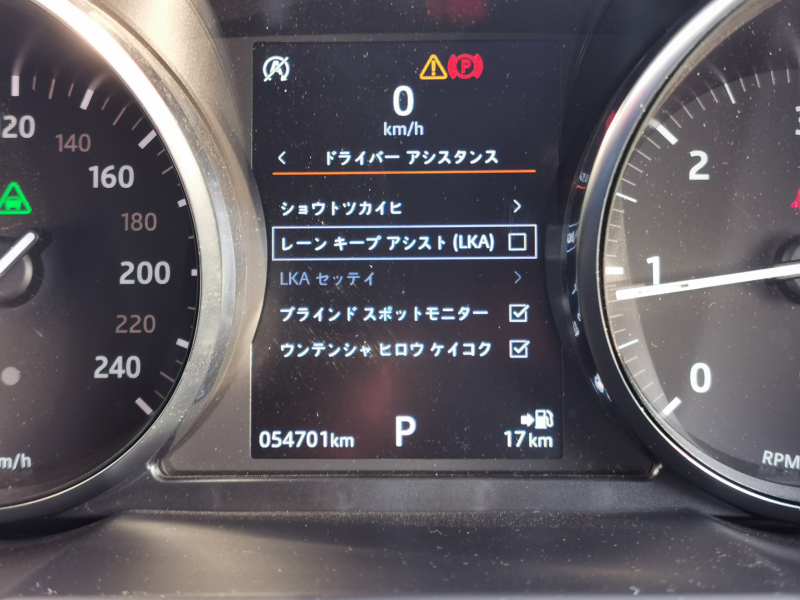 0
km/h
ドライバー アシスタンス
ショウトツカイヒ
レーン キープ アシスト (LKA)
LKA セッテイ
ブラインド スポットモニター
ウンテンシャ ヒロウ ケイコク
054701km
P
17 km
120
140
160
180
200
220
240
m/h
2
1
0
RPM